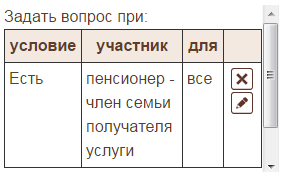 Задать вопрос при:
условие участник для
Есть пенсионер - все
член семьи
получателя
услуги